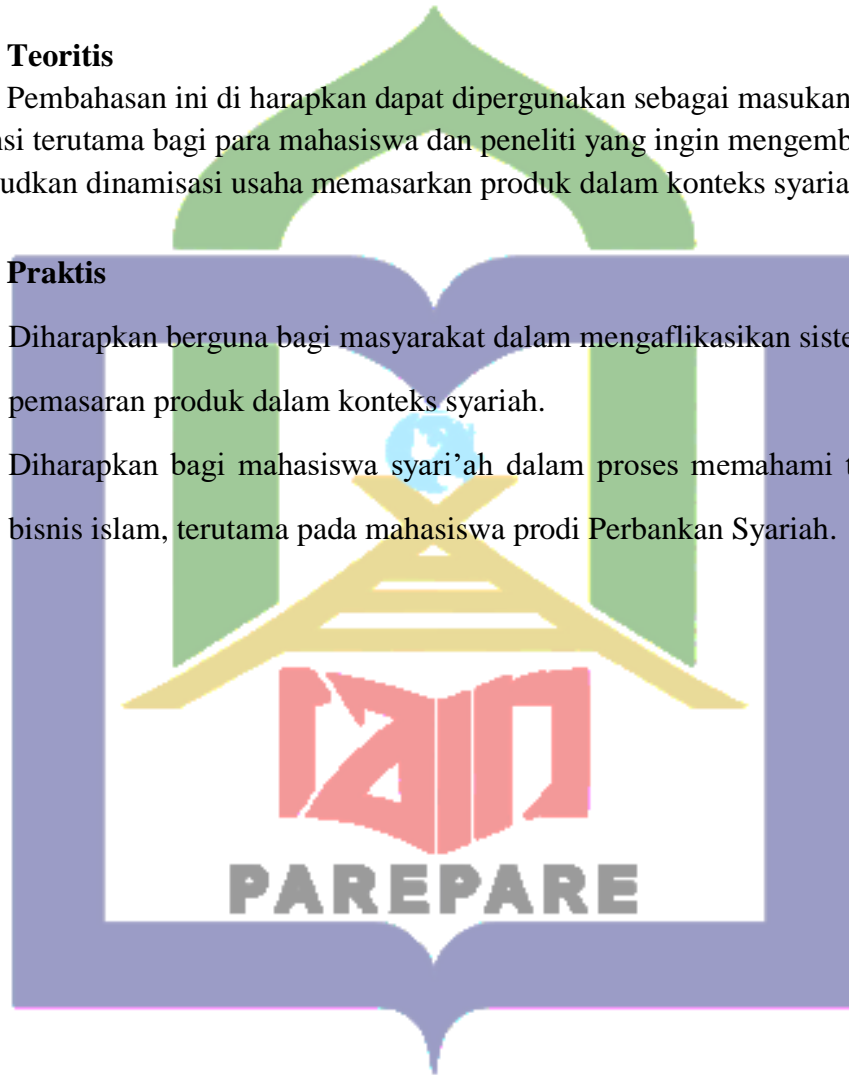 Teoritis
Pembahasan ini di harapkan dapat dipergunakan sebagai masukan
nsi terutama bagi para mahasiswa dan peneliti yang ingin mengemb
udkan dinamisasi usaha memasarkan produk dalam konteks syaria
Praktis
Diharapkan berguna bagi masyarakat dalam mengaflikasikan siste
pemasaran produk dalam konteks syariah.
Diharapkan bagi mahasiswa syari’ah dalam proses memahami t
bisnis islam, terutama pada mahasiswa prodi Perbankan Syariah.
iain
PAREPARE